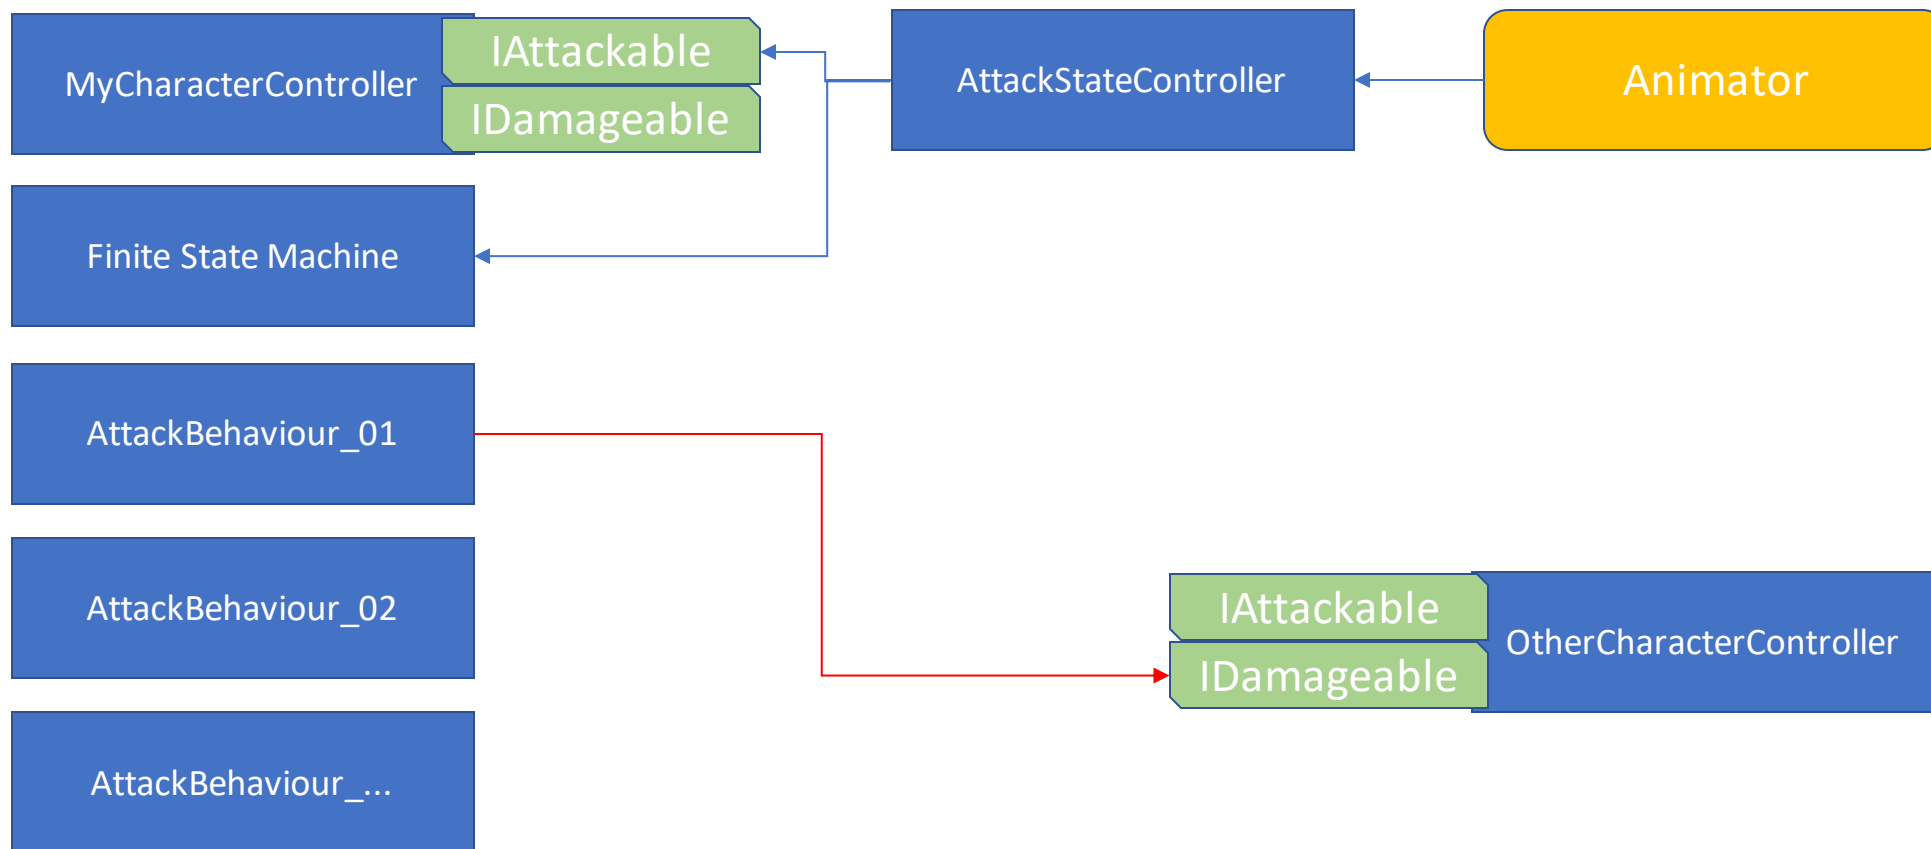 MyCharacterController
IAttackable
IDamageable
AttackStateController
Animator
Finite State Machine
AttackBehaviour_01
AttackBehaviour_02
IAttackable
IDamageable
OtherCharacterController
AttackBehaviour_...